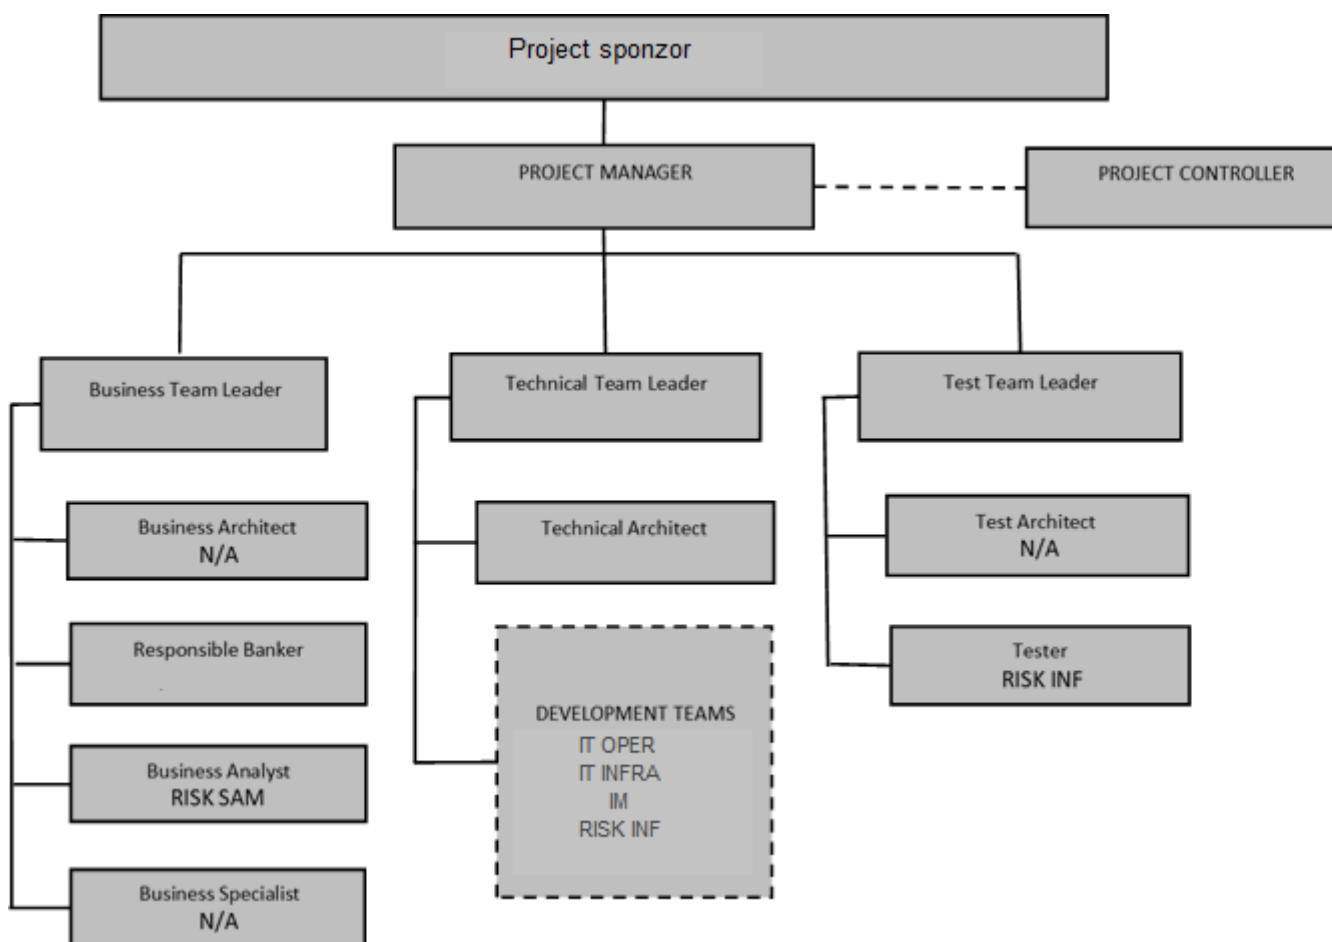 Project sponzor
PROJECT MANAGER
PROJECT CONTROLLER
Business Team Leader
Technical Team Leader
Test Team Leader
Business Architect
N/A
Technical Architect
Test Architect
N/A
Responsible Banker
Tester
RISK INF
DEVELOPMENT TEAMS
IT OPER
IT INFRA
IM
RISK INF
Business Analyst
RISK SAM
Business Specialist
N/A